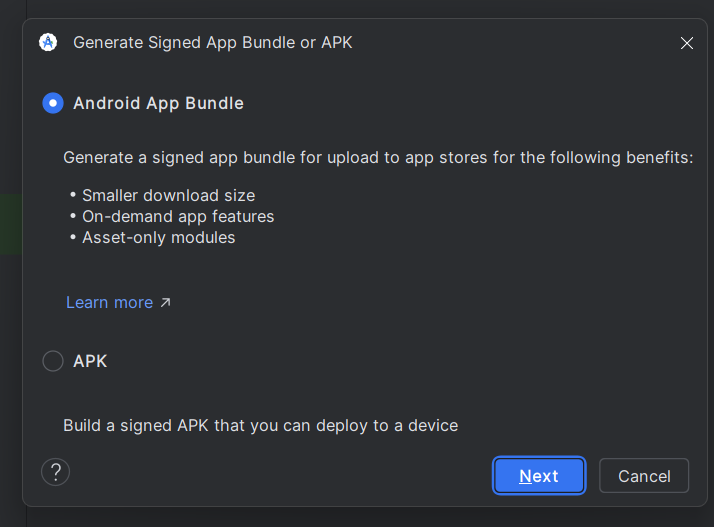 Generate Signed App Bundle or APK
Android App Bundle
Generate a signed app bundle for upload to app stores for the following benefits:
• Smaller download size
• On-demand app features
• Asset-only modules
Learn more ↗
APK
Build a signed APK that you can deploy to a device
? Next Cancel